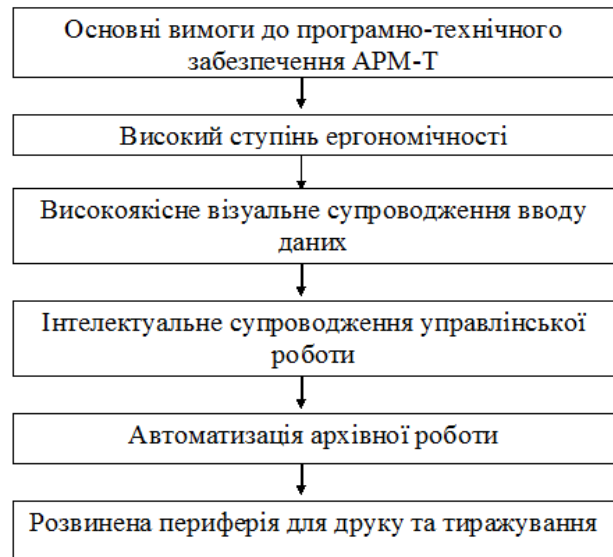 Основні вимоги до програмно-технічного
забезпечення АРМ-Т
Високий ступінь ергономічності
Високоякісне візуальне супроводження вводу
даних
Інтелектуальне супроводження управлінської
роботи
Автоматизація архівної роботи
Розвинена периферія для друку та тиражування